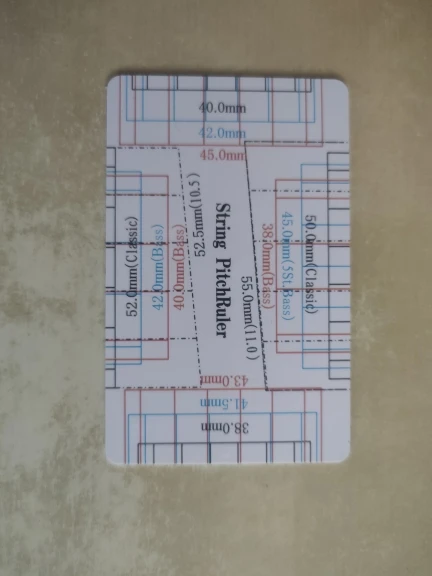 40.0mm
42.0mm
45.0mm
52.0mm(Classic)
42.0mm(Bass)
40.0mm(Bass)
52.5mm(10.5)
String PitchRuler
55.0mm(11.0)
38.0mm(Bass)
45.0mm(5St.Bass)
50.0mm(Classic)
43.0mm
41.5mm
38.0mm